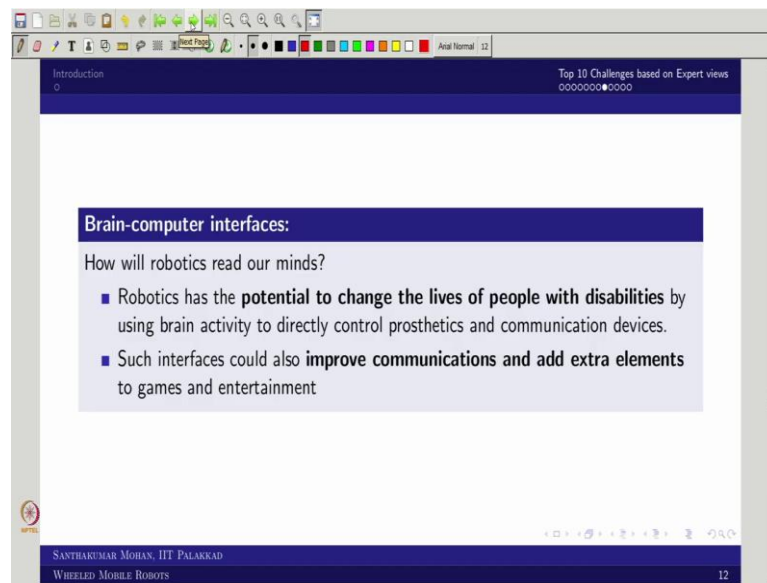 Next Page
T
Arial Normal 12
Introduction
Top 10 Challenges based on Expert views
Brain-computer interfaces:
How will robotics read our minds?
Robotics has the potential to change the lives of people with disabilities by
using brain activity to directly control prosthetics and communication devices.
Such interfaces could also improve communications and add extra elements
to games and entertainment
NPTEL
SANTHAKUMAR MOHAN, IIT PALAKKAD
WHEELED MOBILE ROBOTS 12